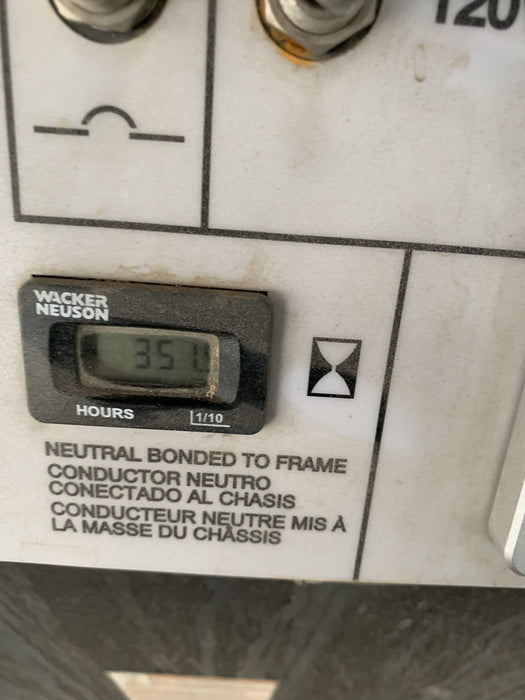 120
WACKER
NEUSON
351
HOURS
1/10
NEUTRAL BONDED TO FRAME
CONDUCTOR NEUTRO
CONECTADO AL CHASIS
CONDUCTEUR NEUTRE MIS À
LA MASSE DU CHÂSSIS